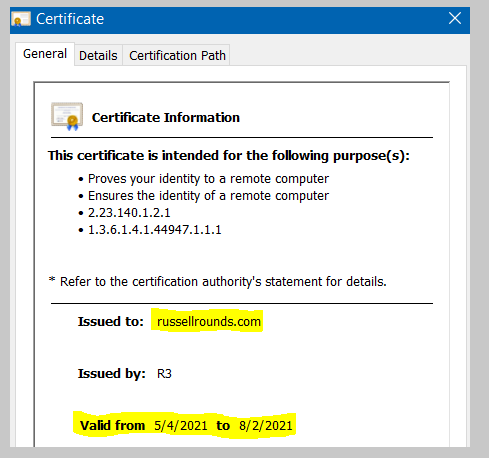 Certificate
General Details Certification Path
Certificate Information
This certificate is intended for the following purpose(s):
• Proves your identity to a remote computer
• Ensures the identity of a remote computer
• 2.23.140.1.2.1
• 1.3.6.1.4.1.44947.1.1.1
* Refer to the certification authority's statement for details.
Issued to: russellrounds.com
Issued by: R3
Valid from 5/4/2021 to 8/2/2021